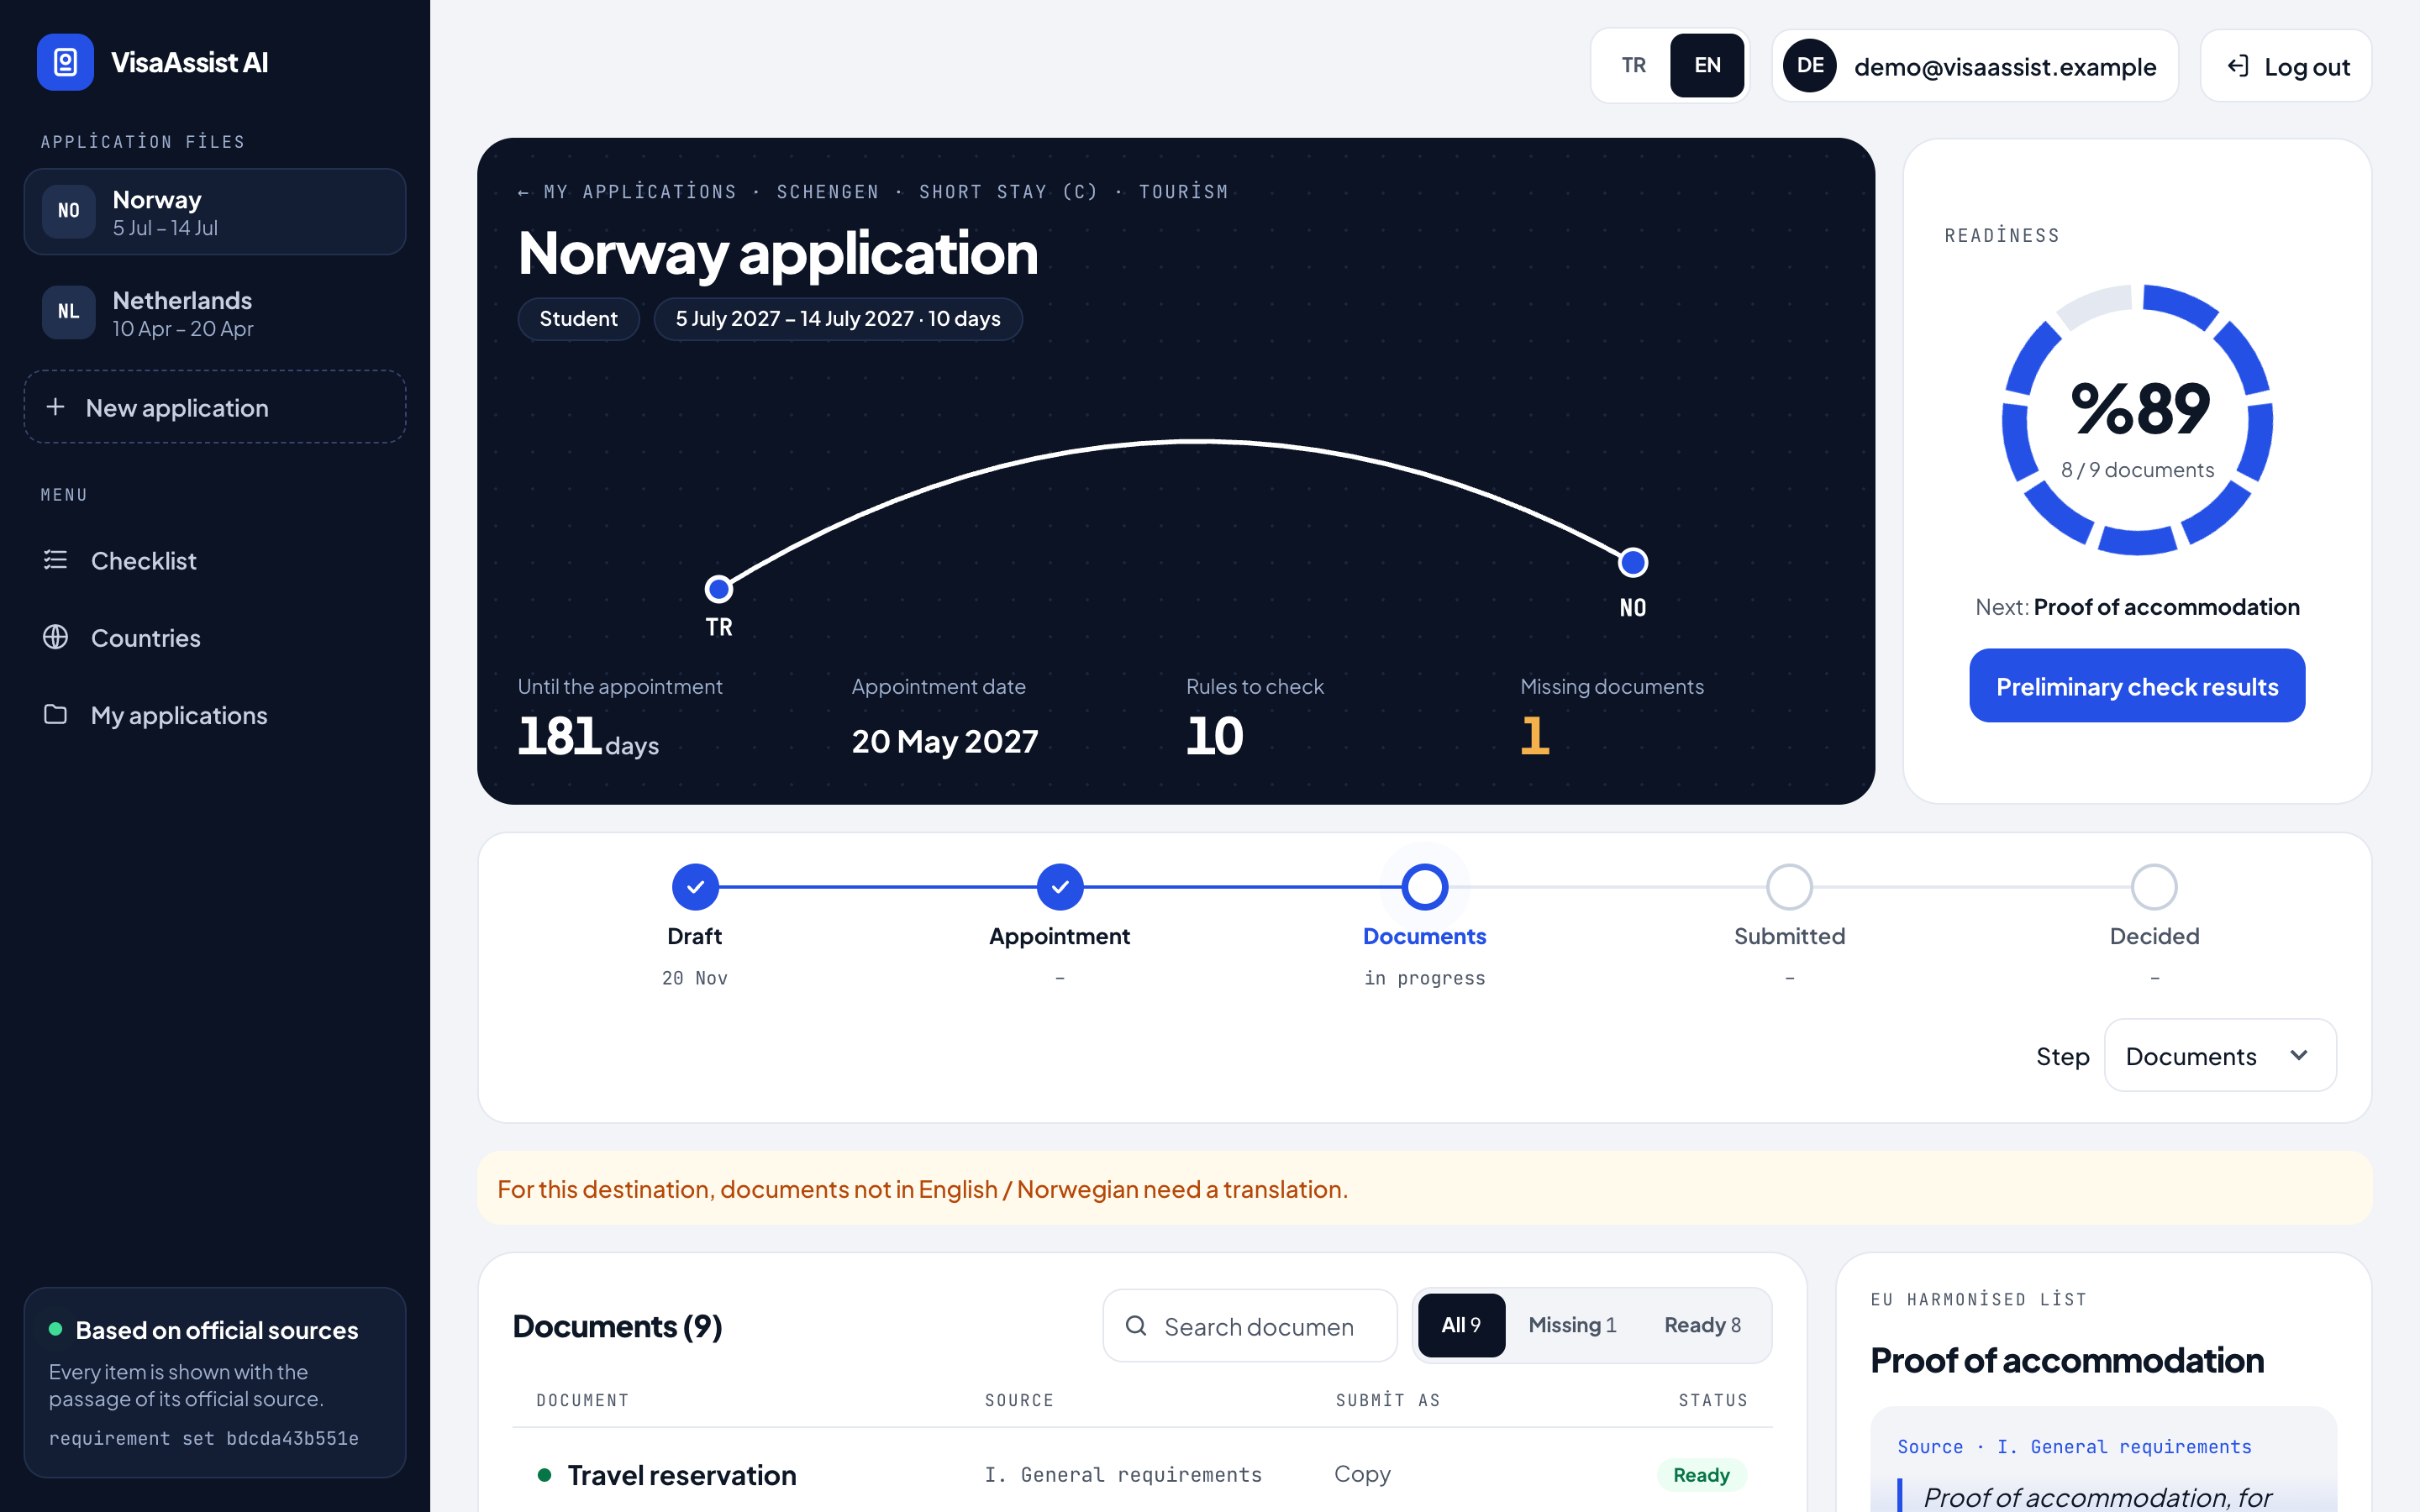 VisaAssist AI
APPLİCATİON FİLES
NO
Norway
5 Jul – 14 Jul
NL
Netherlands
10 Apr – 20 Apr
+ New application
MENU
Checklist
Countries
My applications
Based on official sources
Every item is shown with the
passage of its official source.
requirement set bdcda43b551e
TR EN
DE demo@visaassist.example
Log out
← MY APPLİCATİONS · SCHENGEN · SHORT STAY (C) · TOURİSM
Norway application
Student
5 July 2027 – 14 July 2027 · 10 days
TR
NO
Until the appointment
181 days
Appointment date
20 May 2027
Rules to check
10
Missing documents
1
READİNESS
%89
8 / 9 documents
Next: Proof of accommodation
Preliminary check results
Draft
20 Nov
Appointment
–
Documents
in progress
Submitted
–
Decided
–
Step Documents
For this destination, documents not in English / Norwegian need a translation.
Documents (9)
Search documen
All 9 Missing 1 Ready 8
DOCUMENT SOURCE SUBMİT AS STATUS
Travel reservation I. General requirements Copy Ready
EU HARMONİSED LİST
Proof of accommodation
Source · I. General requirements
Proof of accommodation, for